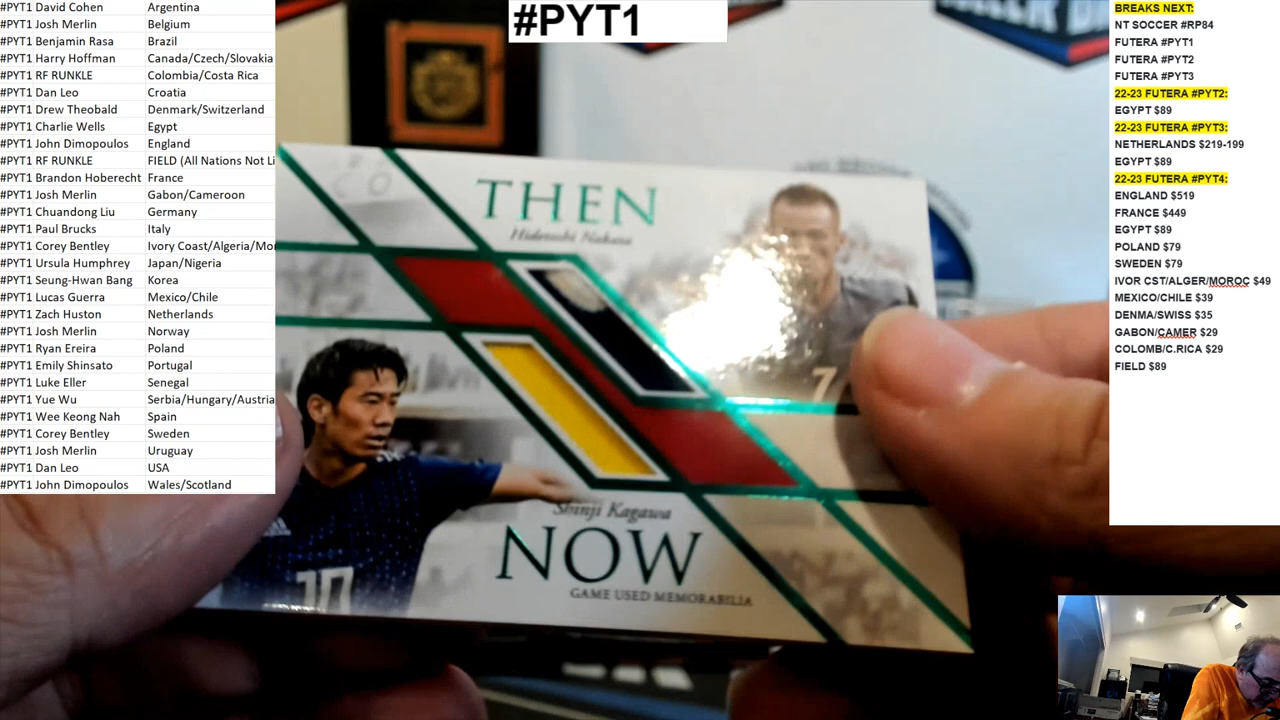 #PYT1
#PYT1 David Cohen Argentina
#PYT1 Josh Merlin Belgium
#PYT1 Benjamin Rasa Brazil
#PYT1 Harry Hoffman Canada/Czech/Slovakia
#PYT1 RF RUNKLE Colombia/Costa Rica
#PYT1 Dan Leo Croatia
#PYT1 Drew Theobald Denmark/Switzerland
#PYT1 Charlie Wells Egypt
#PYT1 John Dimopoulos England
#PYT1 RF RUNKLE FIELD (All Nations Not Li
#PYT1 Brandon Hoberecht France
#PYT1 Josh Merlin Gabon/Cameroon
#PYT1 Chuandong Liu Germany
#PYT1 Paul Brucks Italy
#PYT1 Corey Bentley Ivory Coast/Algeria/Mor
#PYT1 Ursula Humphrey Japan/Nigeria
#PYT1 Seung-Hwan Bang Korea
#PYT1 Lucas Guerra Mexico/Chile
#PYT1 Zach Huston Netherlands
#PYT1 Josh Merlin Norway
#PYT1 Ryan Ereira Poland
#PYT1 Emily Shinsato Portugal
#PYT1 Luke Eller Senegal
#PYT1 Yue Wu Serbia/Hungary/Austria
#PYT1 Wee Keong Nah Spain
#PYT1 Corey Bentley Sweden
#PYT1 Josh Merlin Uruguay
#PYT1 Dan Leo USA
#PYT1 John Dimopoulos Wales/Scotland
THEN
Hidetoshi Nakata
7
10
Shinji Kagawa
NOW
GAME USED MEMORABILIA
BREAKS NEXT:
NT SOCCER #RP84
FUTERA #PYT1
FUTERA #PYT2
FUTERA #PYT3
22-23 FUTERA #PYT2:
EGYPT $89
22-23 FUTERA #PYT3:
NETHERLANDS $219-199
EGYPT $89
22-23 FUTERA #PYT4:
ENGLAND $519
FRANCE $449
EGYPT $89
POLAND $79
SWEDEN $79
IVOR CST/ALGER/MOROC $49
MEXICO/CHILE $39
DENMA/SWISS $35
GABON/CAMER $29
COLOMB/C.RICA $29
FIELD $89